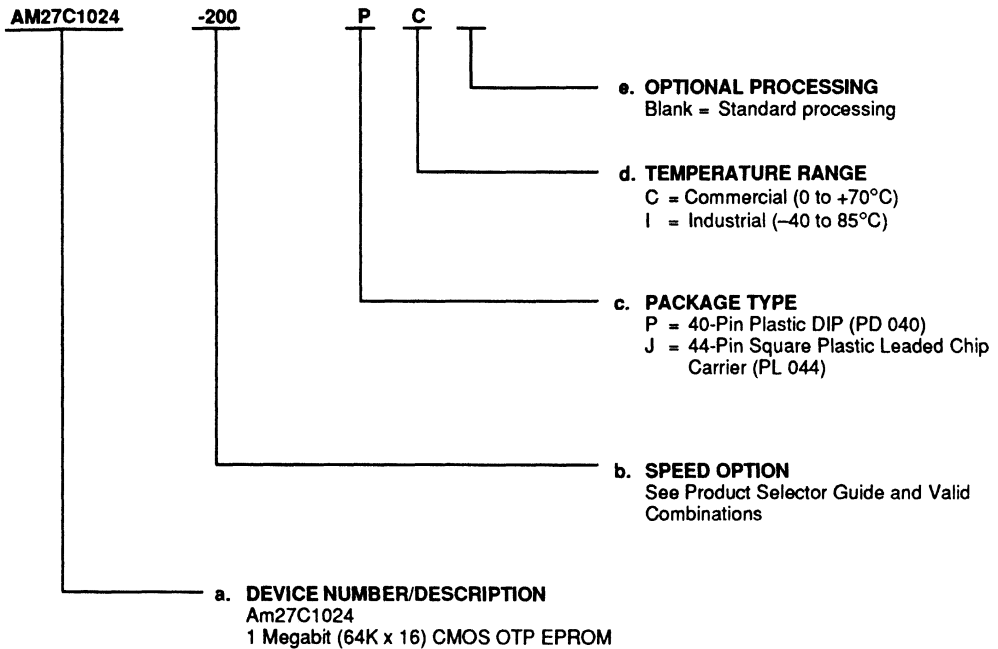 AM27C1024 -200 P C
e. OPTIONAL PROCESSING
Blank = Standard processing
d. TEMPERATURE RANGE
C = Commercial (0 to +70°C)
I = Industrial (–40 to 85°C)
c. PACKAGE TYPE
P = 40-Pin Plastic DIP (PD 040)
J = 44-Pin Square Plastic Leaded Chip
Carrier (PL 044)
b. SPEED OPTION
See Product Selector Guide and Valid
Combinations
a. DEVICE NUMBER/DESCRIPTION
Am27C1024
1 Megabit (64K x 16) CMOS OTP EPROM